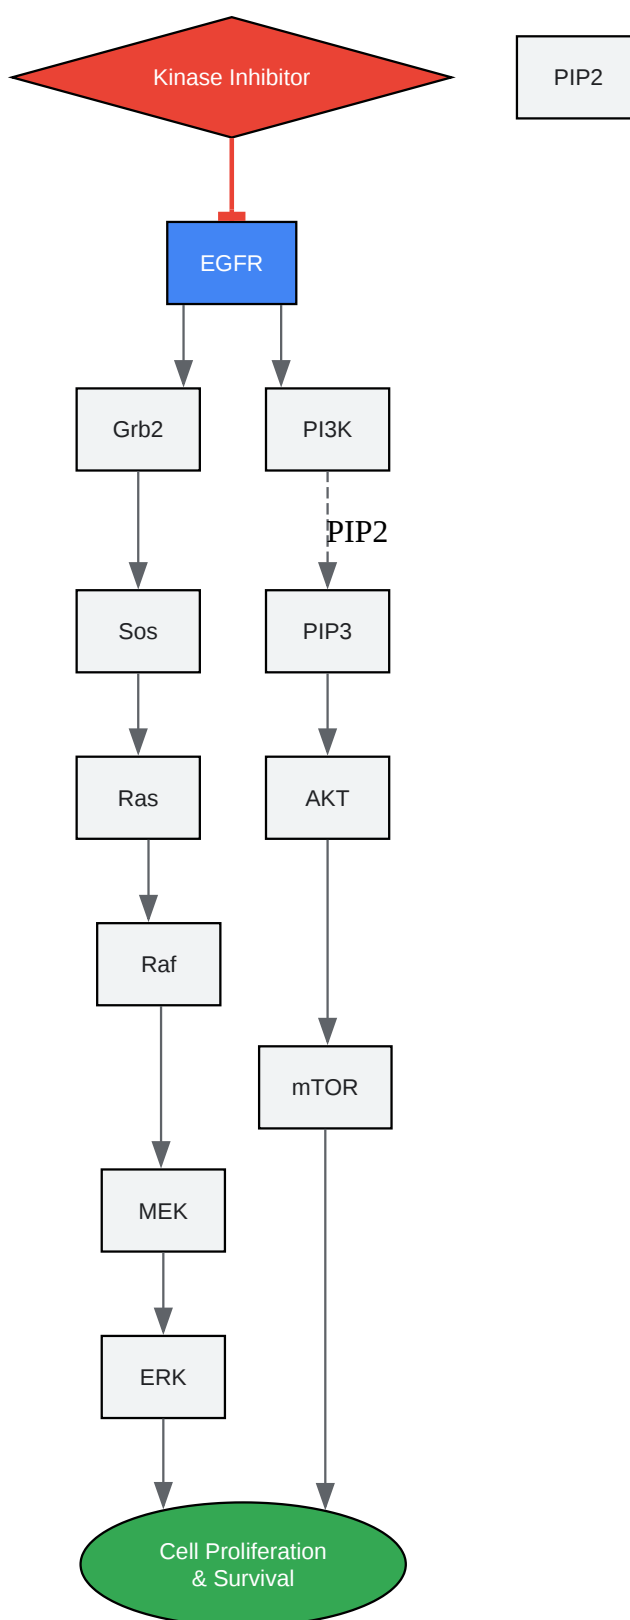 Kinase Inhibitor
PIP2
EGFR
Grb2
PI3K
PIP2
Sos
PIP3
Ras
AKT
Raf
mTOR
MEK
ERK
Cell Proliferation
& Survival